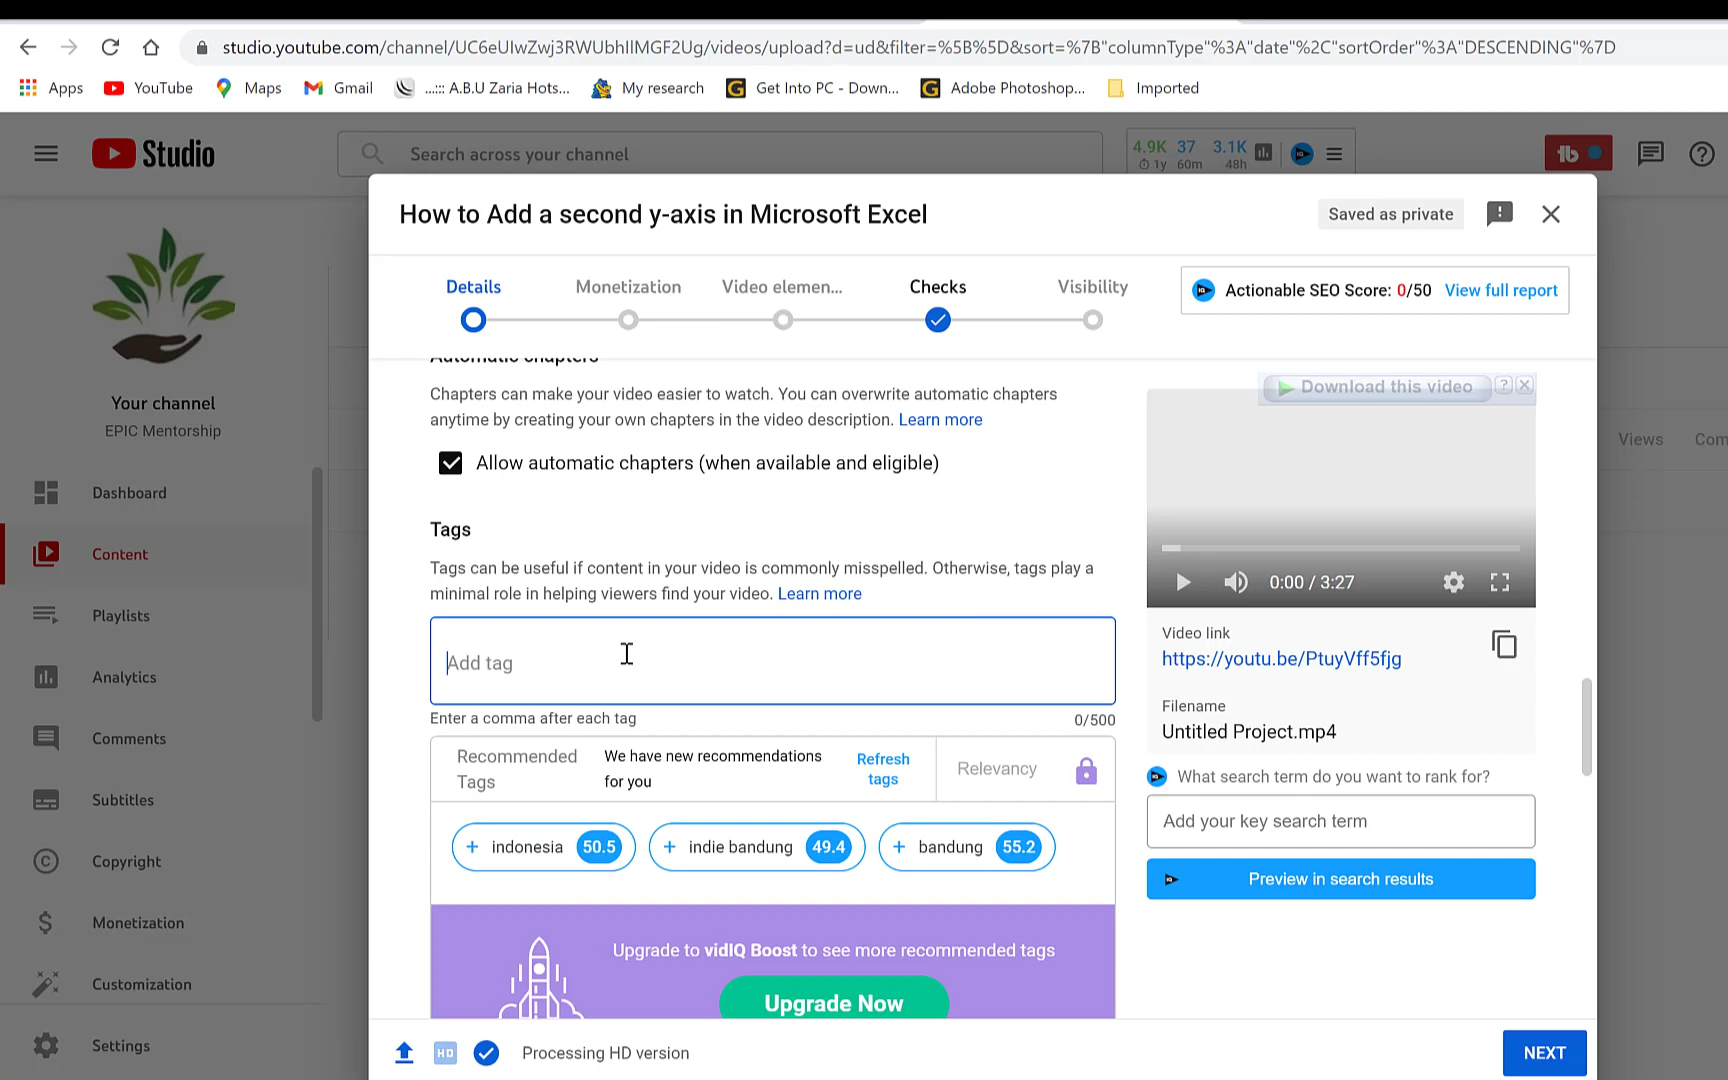 studio.youtube.com/channel/UC6eUIwZwj3RWUbhIIMGF2Ug/videos/upload?d=ud&filter=%5B%5D&sort=%7B"columnType"%3A"date"%2C"sortOrder"%3A"DESCENDING"%7D
Apps YouTube Maps Gmail ...::: A.B.U Zaria Hots... My research Get Into PC - Down... Adobe Photoshop... Imported
Studio
Search across your channel
4.9K 37 3.1K
1y 60m 48h
tb
How to Add a second y-axis in Microsoft Excel
Saved as private
Details Monetization Video elemen... Checks Visibility
Actionable SEO Score: 0/50 View full report
Your channel
EPIC Mentorship
Dashboard
Content
Playlists
Analytics
Comments
Subtitles
Copyright
Monetization
Customization
Settings
Automatic chapters
Chapters can make your video easier to watch. You can overwrite automatic chapters
anytime by creating your own chapters in the video description. Learn more
Allow automatic chapters (when available and eligible)
Tags
Tags can be useful if content in your video is commonly misspelled. Otherwise, tags play a
minimal role in helping viewers find your video. Learn more
Add tag
Enter a comma after each tag
0/500
Recommended
Tags
We have new recommendations
for you
Refresh
tags
Relevancy
+ indonesia 50.5
+ indie bandung 49.4
+ bandung 55.2
Upgrade to vidIQ Boost to see more recommended tags
Upgrade Now
Download this video ? X
0:00 / 3:27
Video link
https://youtu.be/PtuyVff5fjg
Filename
Untitled Project.mp4
What search term do you want to rank for?
Add your key search term
Preview in search results
Views Com
HD
Processing HD version
NEXT